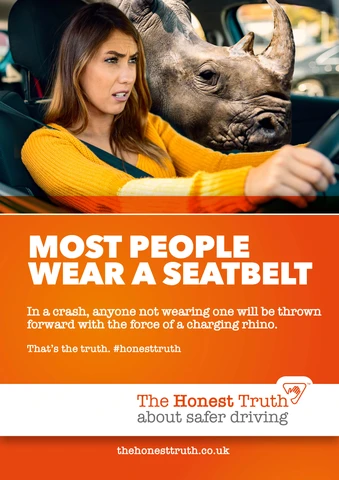 MOST PEOPLE
WEAR A SEATBELT
In a crash, anyone not wearing one will be thrown
forward with the force of a charging rhino.
That's the truth. #honesttruth
The Honest Truth
about safer driving
thehonesttruth.co.uk